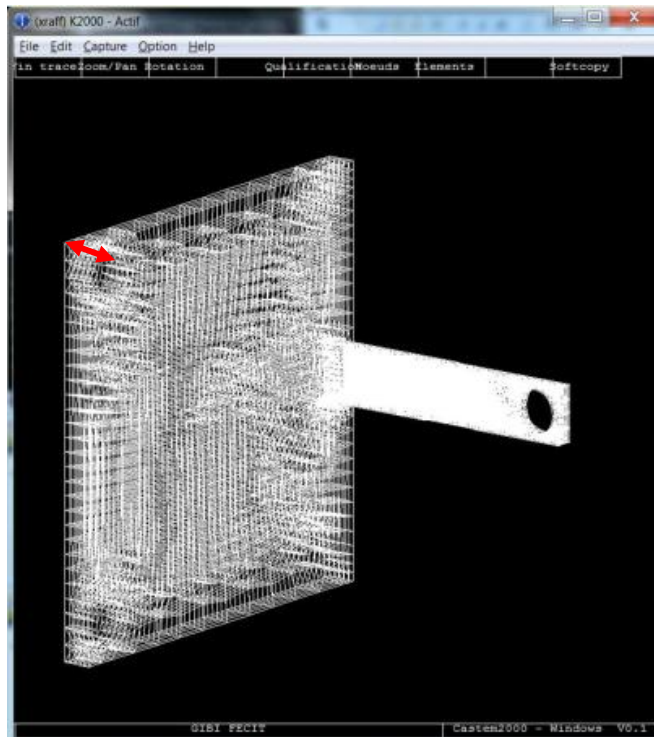 (xraff) K2000 - Actif
File Edit Capture Option Help
in trace Zoom/Pan Rotation Qualification Noeuds Elements Softcopy
GIBI FECIT Castem2000 - Windows V0.1